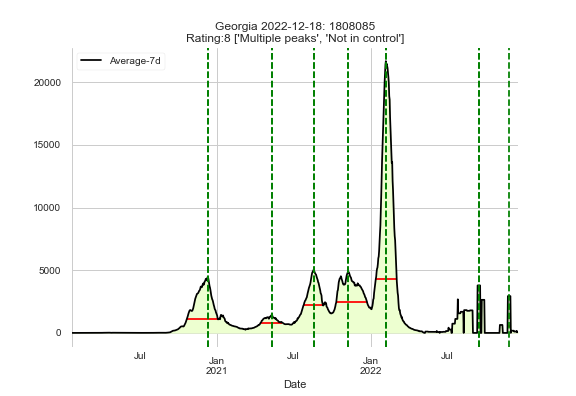 Georgia 2022-12-18: 1808085
Rating:8 ['Multiple peaks', 'Not in control']
Average-7d
20000
15000
10000
5000
0
Jul
Jan
2021
Jul
Jan
2022
Jul
Date